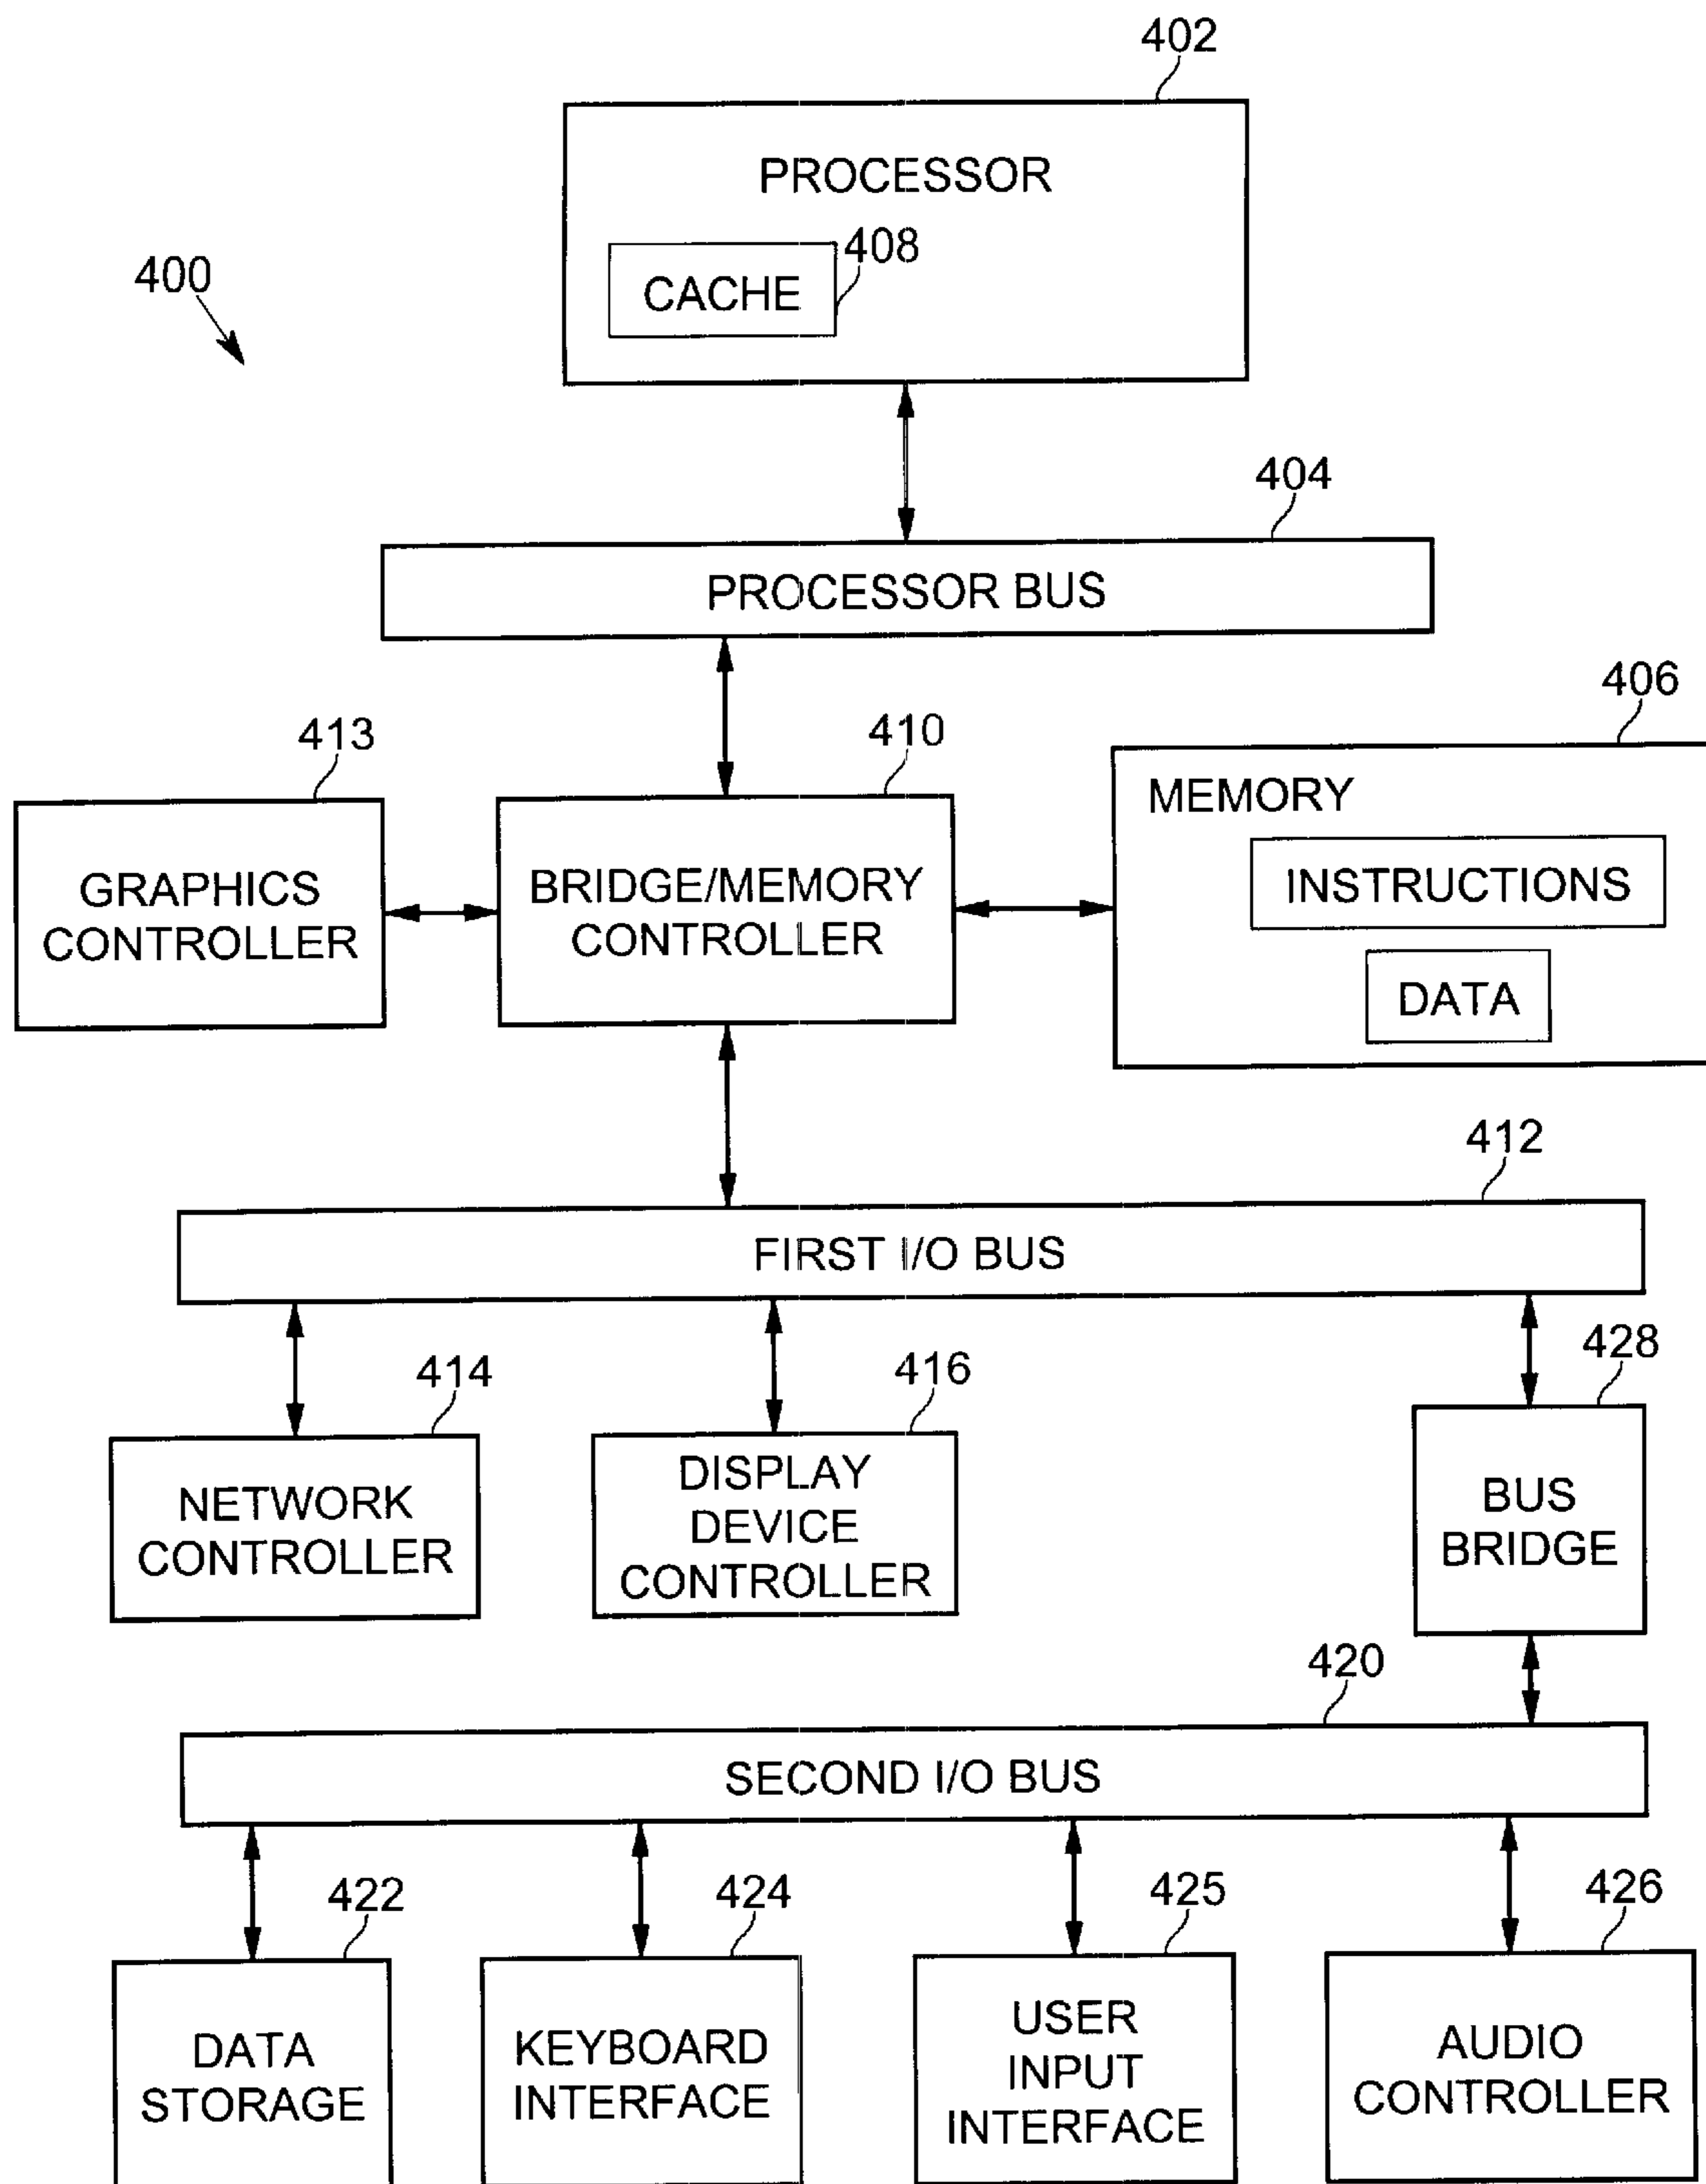 402
PROCESSOR
408
CACHE
400
404
PROCESSOR BUS
406
413
410
MEMORY
GRAPHICS
CONTROLLER
BRIDGE/MEMORY
CONTROLLER
INSTRUCTIONS
DATA
412
FIRST I/O BUS
428
414
416
NETWORK
CONTROLLER
DISPLAY
DEVICE
CONTROLLER
BUS
BRIDGE
420
SECOND I/O BUS
422
424
425
426
DATA
STORAGE
KEYBOARD
INTERFACE
USER
INPUT
INTERFACE
AUDIO
CONTROLLER